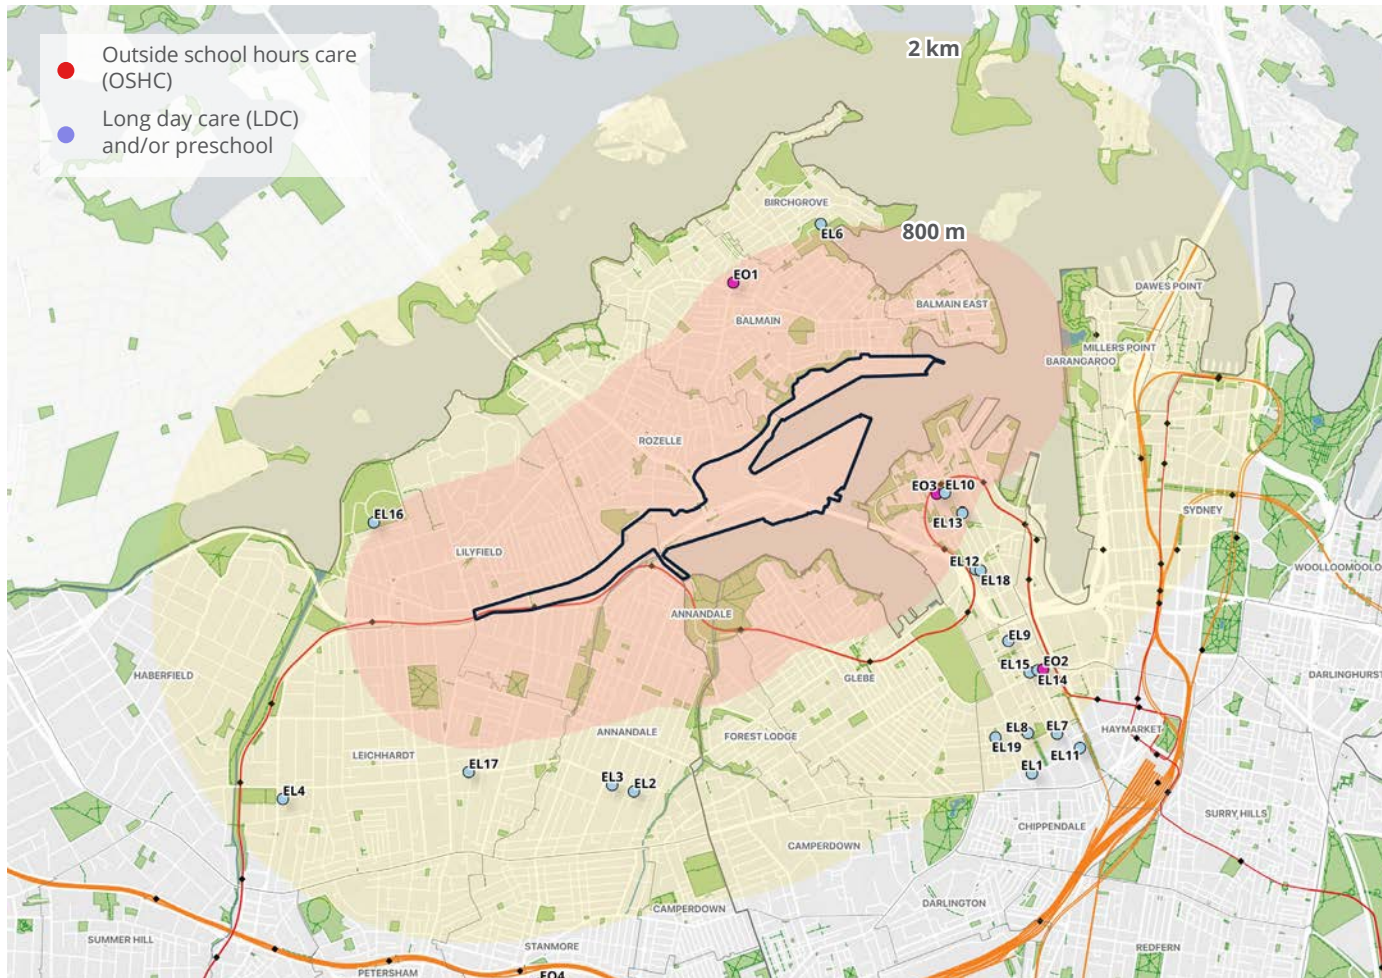 Outside school hours care
(OSHC)
Long day care (LDC)
and/or preschool
2 km
BIRCHGROVE
EL6
800 m
EO1
DAWES POINT
BALMAIN EAST
BALMAIN
MILLERS POINT
BARANGAROO
ROZELLE
EO3
EL10
SYDNEY
EL16
EL13
LILYFIELD
EL12
EL18
WOOLLOOMOOLO
ANNANDALE
EL9
HABERFIELD
EL15
EO2
EL14
GLEBE
DARLINGHURST
ANNANDALE
FOREST LODGE
EL8
EL7
HAYMARKET
LEICHHARDT
EL19
EL11
EL17
EL1
EL3
EL2
EL4
SURRY HILLS
CHIPPENDALE
CAMPERDOWN
DARLINGTON
CAMPERDOWN
SUMMER HILL
STANMORE
REDFERN
PETERSHAM
EO4